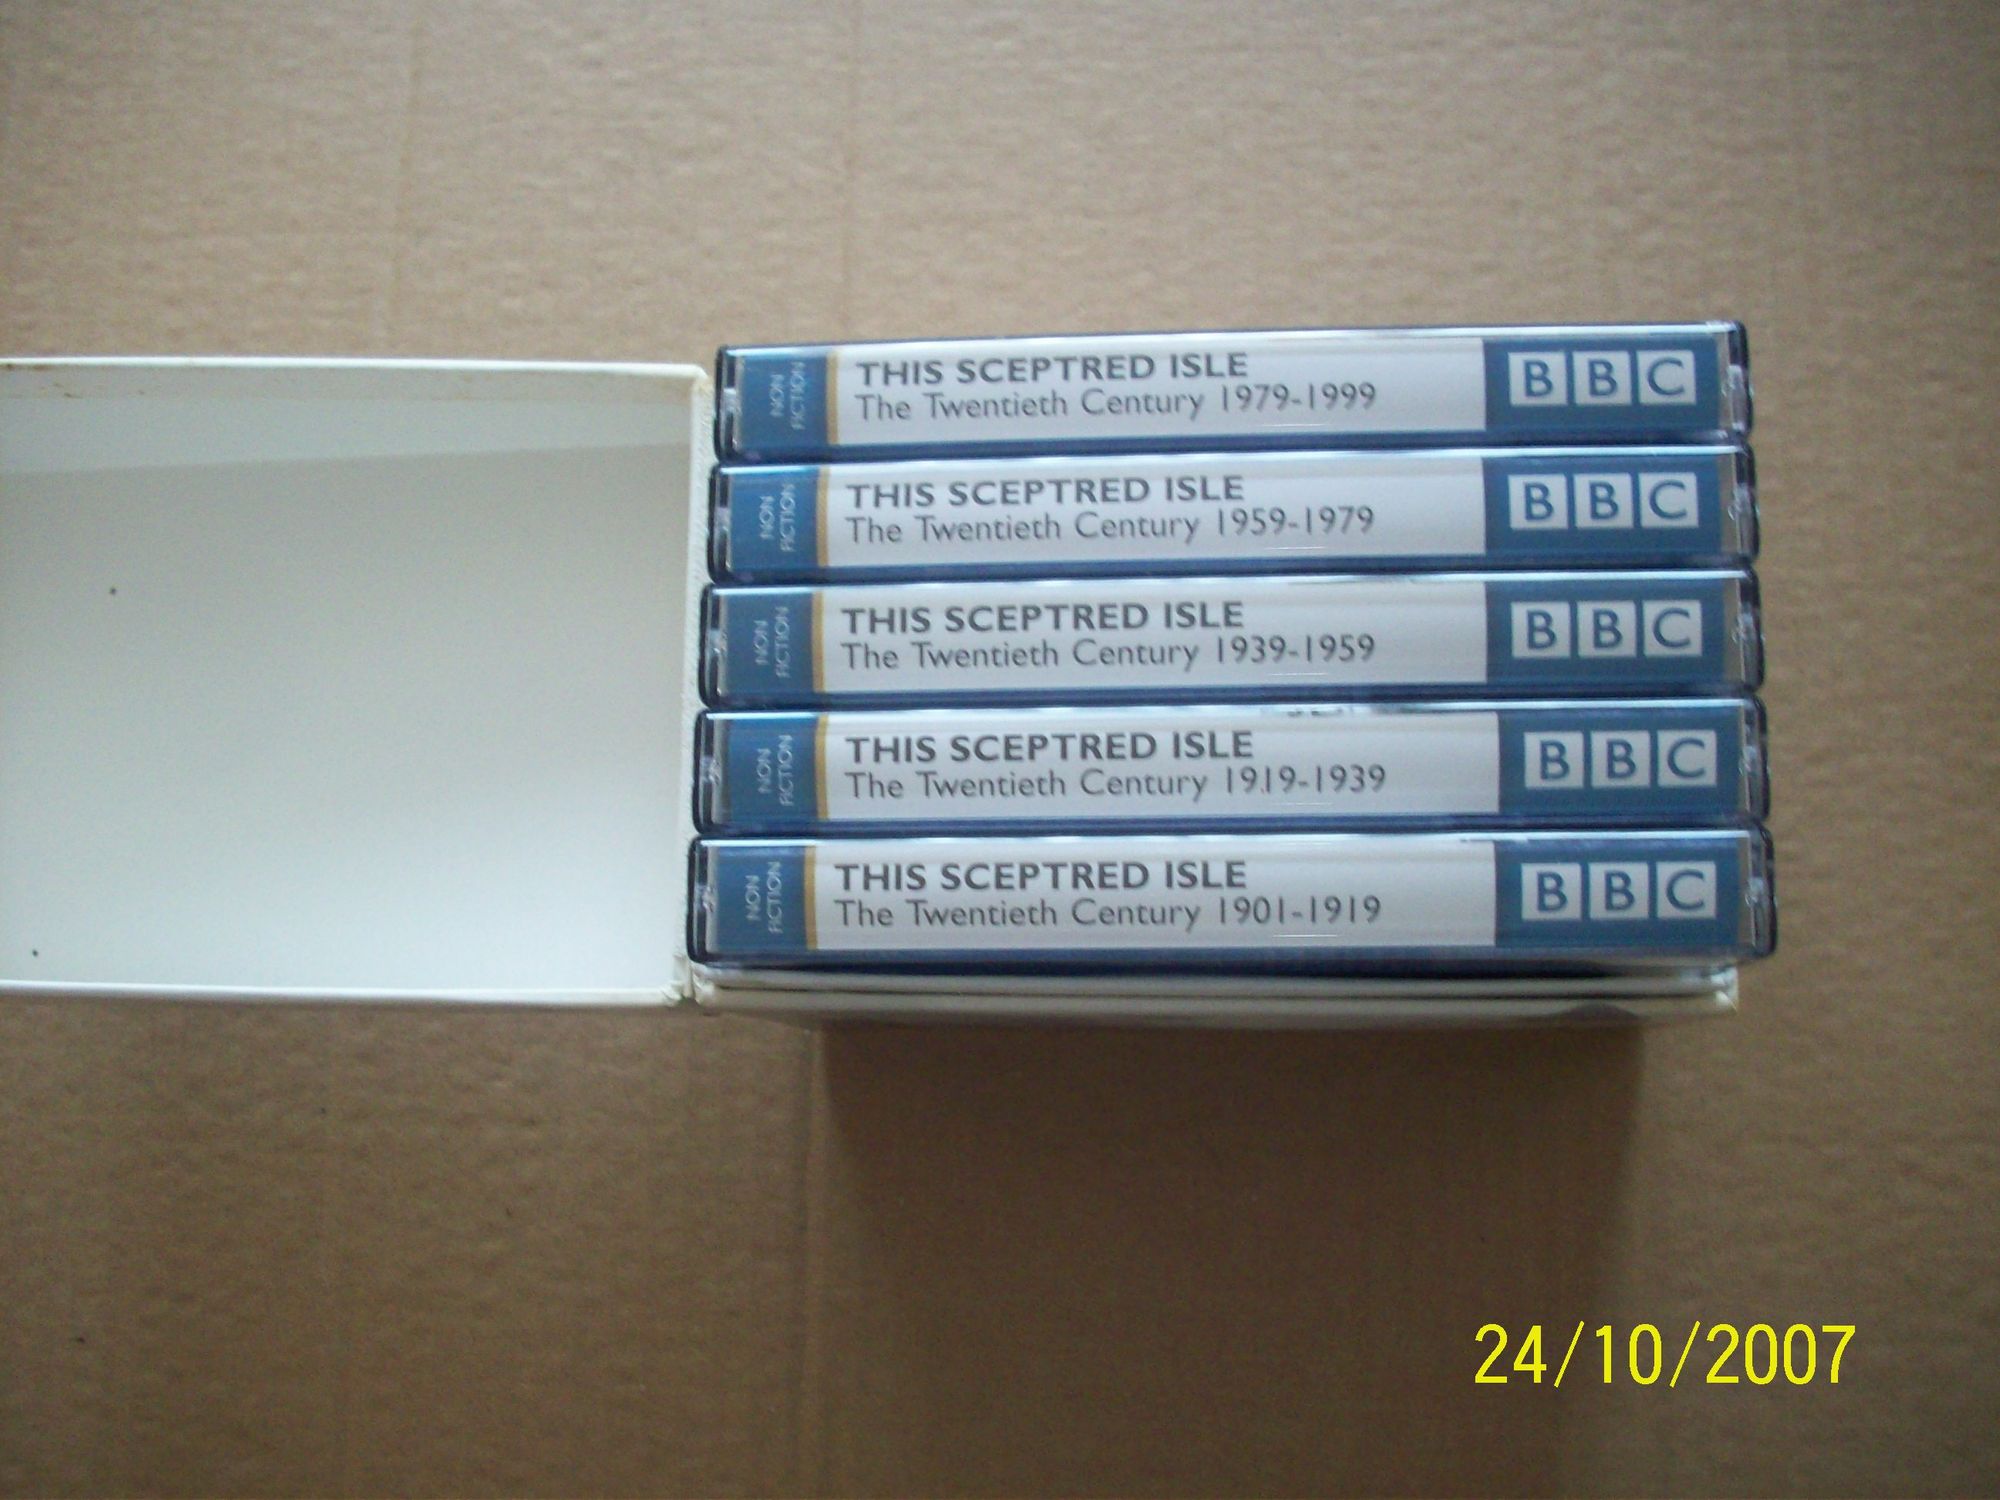 NON
FICTION
THIS SCEPTRED ISLE
The Twentieth Century 1979-1999
BBC
NON
FICTION
THIS SCEPTRED ISLE
The Twentieth Century 1959-1979
BBC
NON
FICTION
THIS SCEPTRED ISLE
The Twentieth Century 1939-1959
BBC
NON
FICTION
THIS SCEPTRED ISLE
The Twentieth Century 1919-1939
BBC
NON
FICTION
THIS SCEPTRED ISLE
The Twentieth Century 1901-1919
BBC
24/10/2007